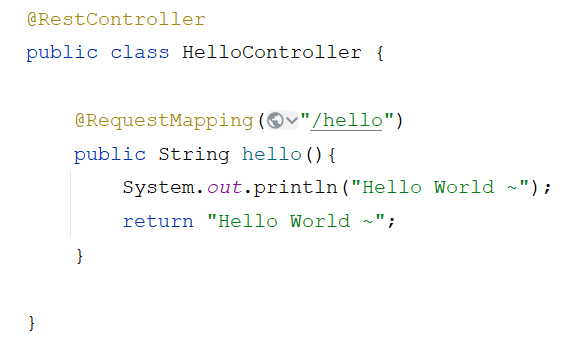 @RestController
public class HelloController {
@RequestMapping("/hello")
public String hello(){
System.out.println("Hello World ~");
return "Hello World ~";
}
}